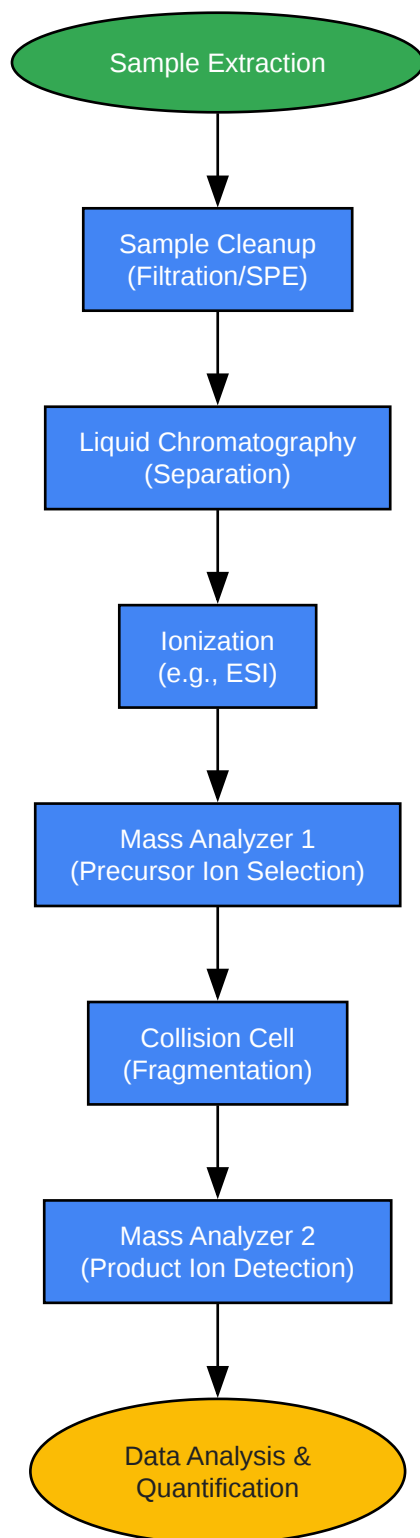 Sample Extraction
Sample Cleanup
(Filtration/SPE)
Liquid Chromatography
(Separation)
Ionization
(e.g., ESI)
Mass Analyzer 1
(Precursor Ion Selection)
Collision Cell
(Fragmentation)
Mass Analyzer 2
(Product Ion Detection)
Data Analysis &
Quantification